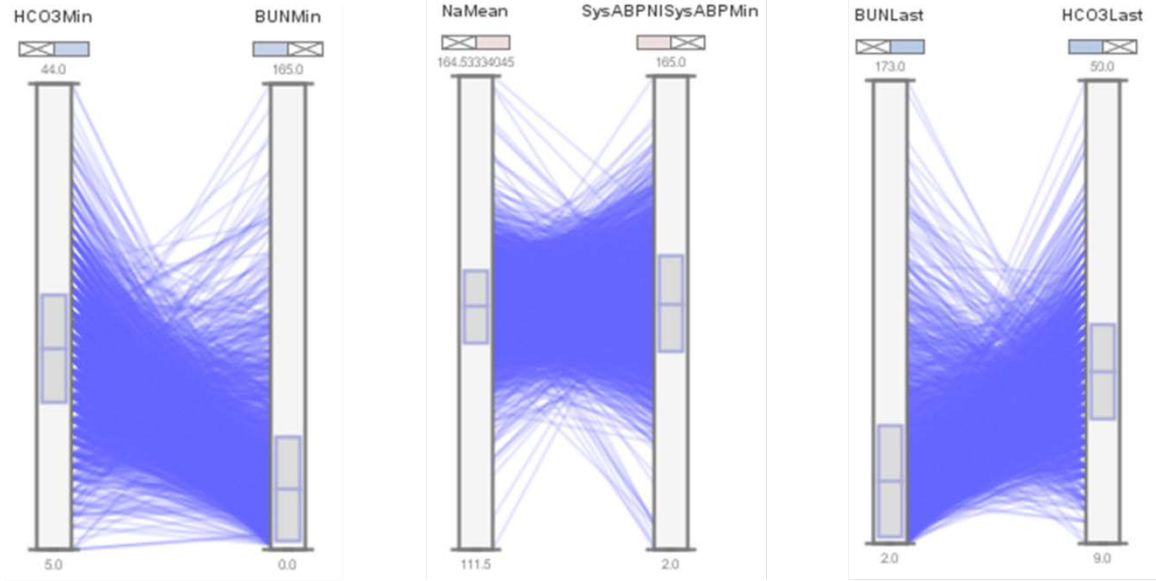 HCO3Min BUNMin
44.0 165.0
5.0 0.0
NaMean SysABPNISysABPMin
164.53334045 165.0
111.5 2.0
BUNLast HCO3Last
173.0 50.0
2.0 9.0